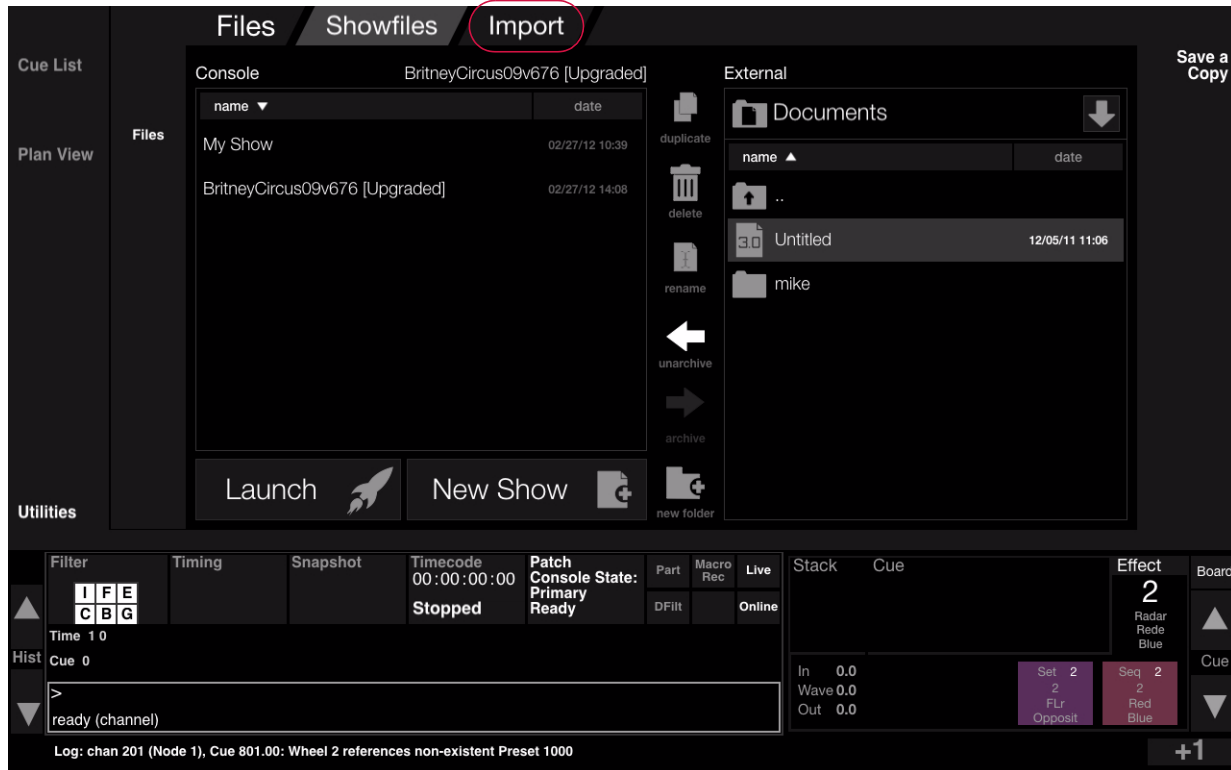 Files Showfiles Import
Cue List
Save a
Copy
Console BritneyCircus09v676 [Upgraded] External
name ▼ date
Documents
Files
duplicate
My Show 02/27/12 10:39
Plan View
name ▲ date
BritneyCircus09v676 [Upgraded] 02/27/12 14:08
..
delete
3.0 Untitled 12/05/11 11:06
rename
mike
unarchive
archive
Launch New Show
Utilities
new folder
Filter Timing Snapshot Timecode
00:00:00:00
Stopped
Patch
Console State:
Primary
Ready
Part Macro
Rec Live
DFilt Online
I F E
C B G
Stack Cue Effect
2
Radar
Rede
Blue
Board
Time 1 0
Hist
Cue 0
Cue
In 0.0
Wave 0.0
Out 0.0
Set 2
2
FLr
Opposit
Seq 2
2
Red
Blue
>
ready (channel)
Log: chan 201 (Node 1), Cue 801.00: Wheel 2 references non-existent Preset 1000
+1